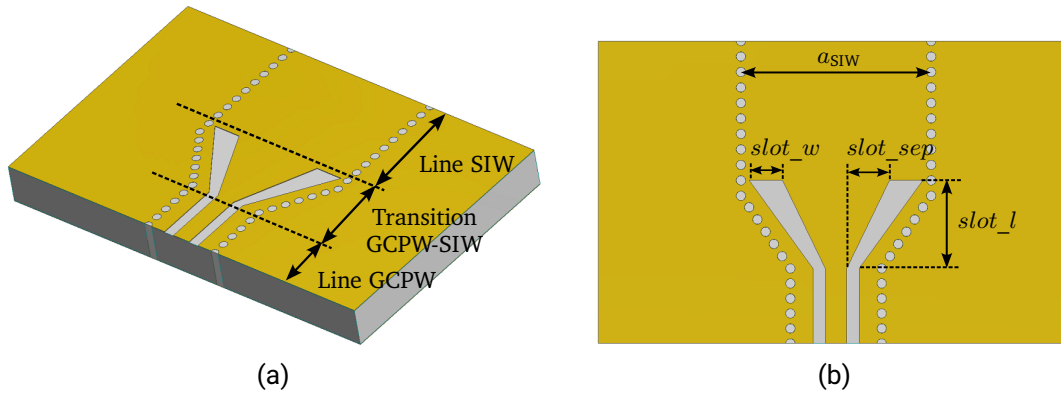 Line SIW
Transition
GCPW-SIW
Line GCPW
(a)
a_SIW
slot_w
slot_sep
slot_l
(b)